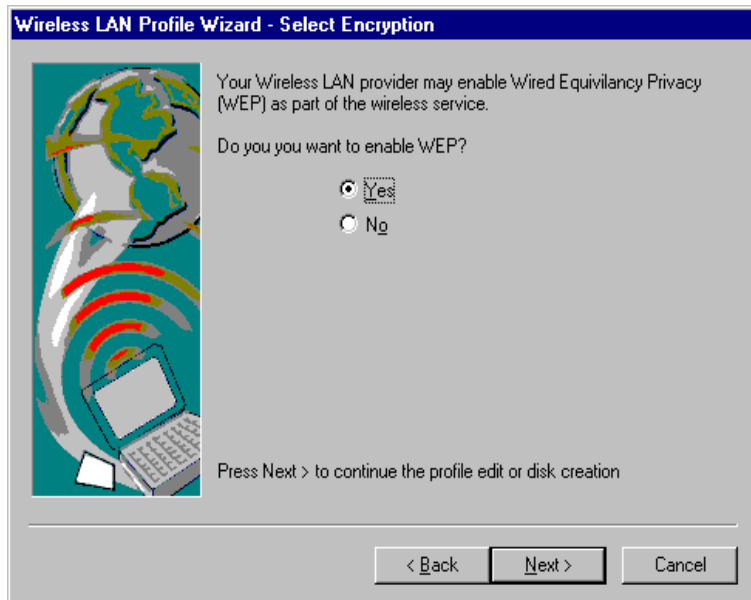 Wireless LAN Profile Wizard - Select Encryption
Your Wireless LAN provider may enable Wired Equivilancy Privacy
(WEP) as part of the wireless service.
Do you you want to enable WEP?
Yes
No
Press Next > to continue the profile edit or disk creation
< Back
Next >
Cancel